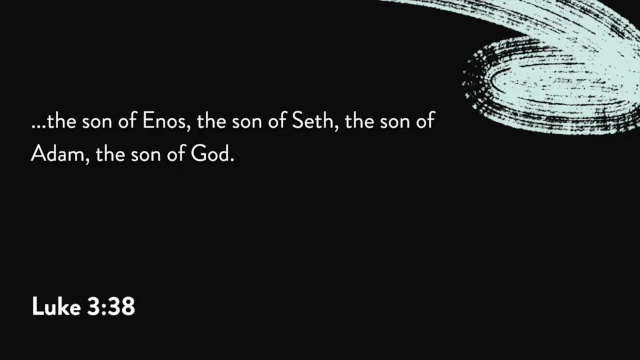 ...the son of Enos, the son of Seth, the son of
Adam, the son of God.
Luke 3:38